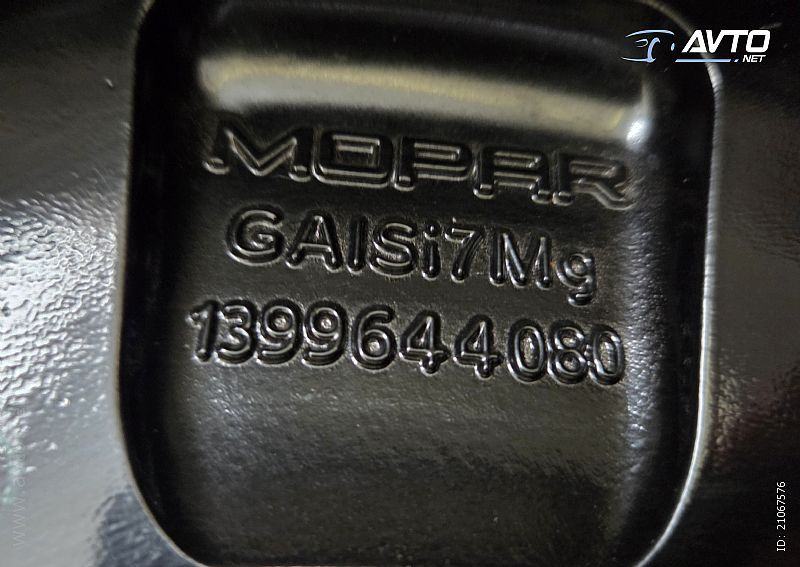 AVTO
.NET
MOPAR
GAlSi7Mg
1399644080
ID: 21067576